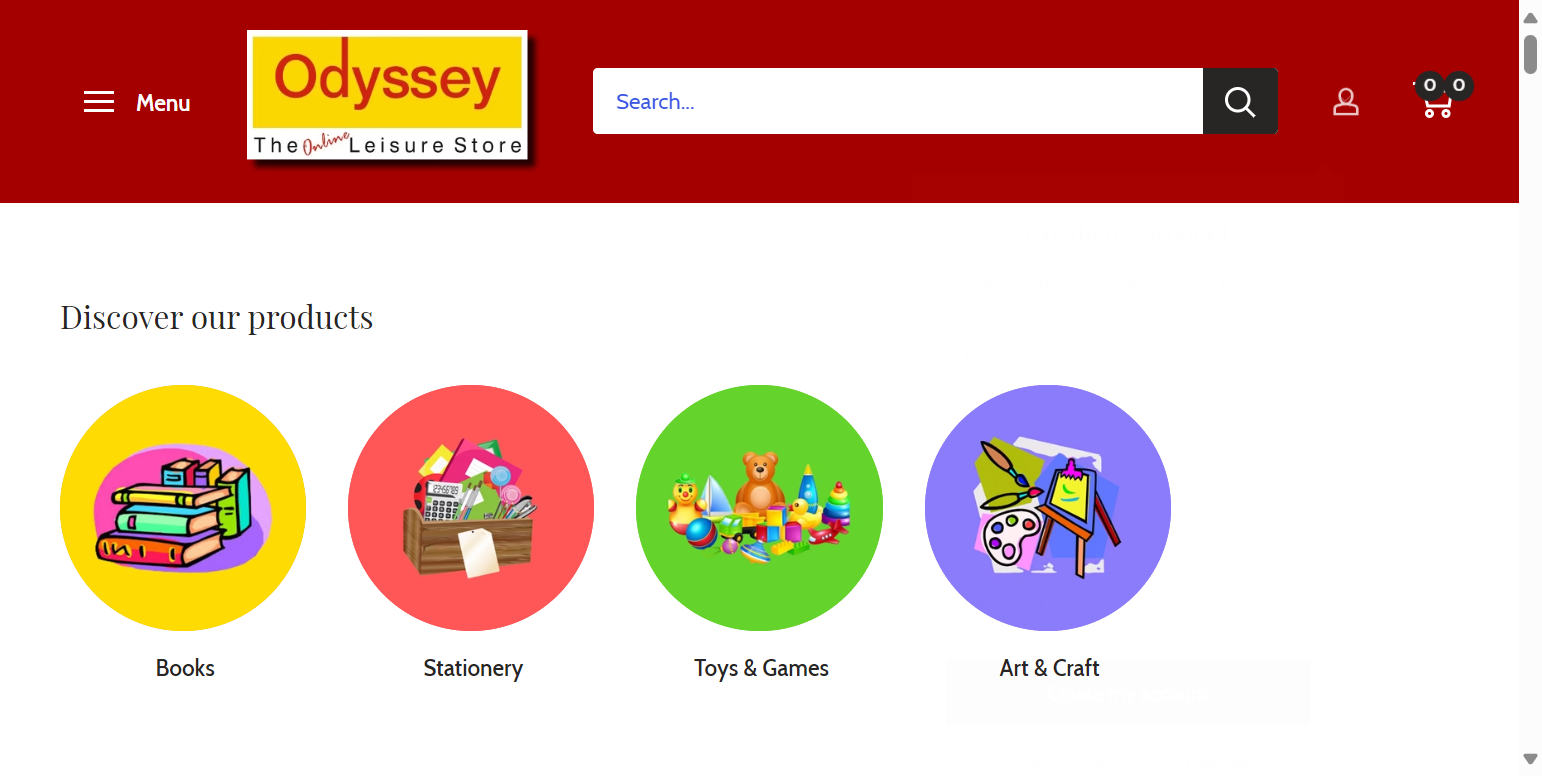 Menu
Odyssey
The Online Leisure Store
Search...
0 0
Discover our products
Books
Stationery
Toys & Games
Art & Craft